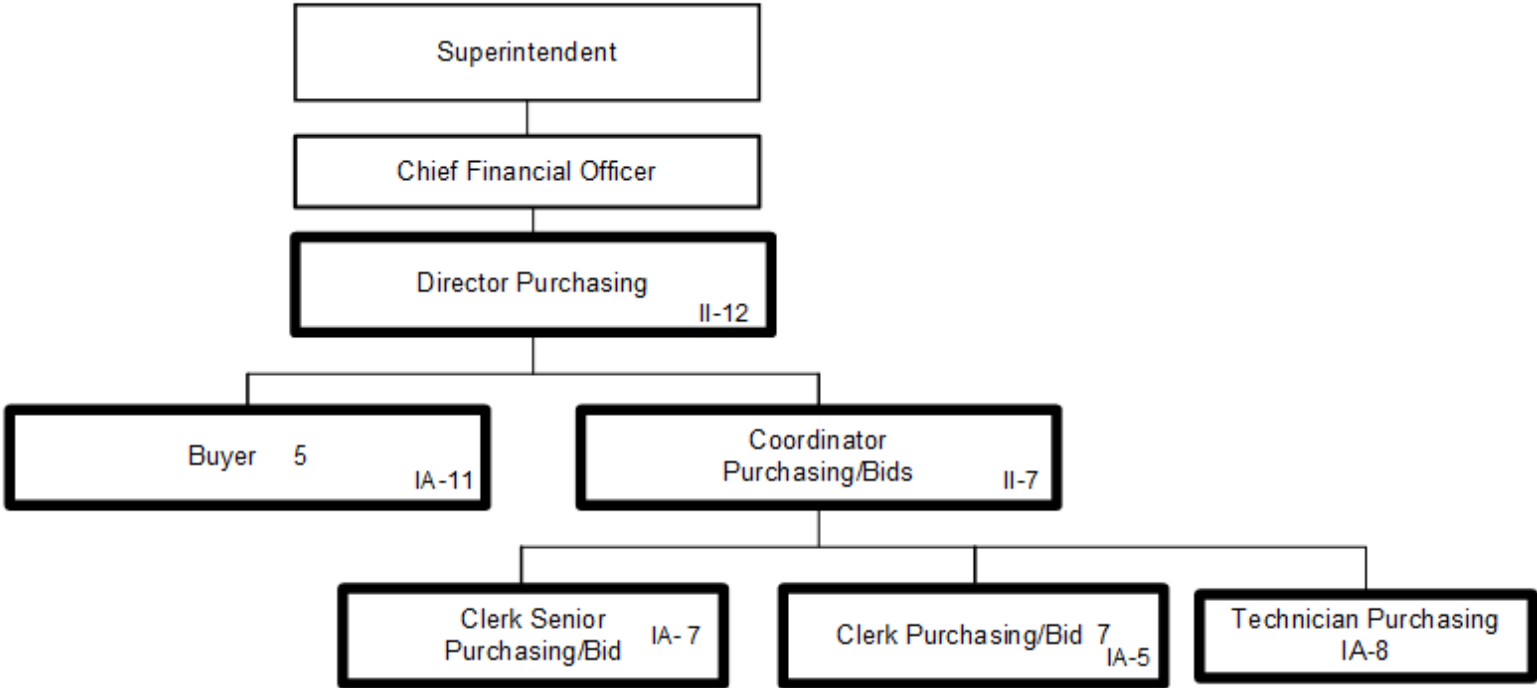 Superintendent
Chief Financial Officer
Director Purchasing
II-12
Buyer 5
IA-11
Coordinator
Purchasing/Bids II-7
Clerk Senior
Purchasing/Bid IA- 7
Clerk Purchasing/Bid 7
IA-5
Technician Purchasing
IA-8